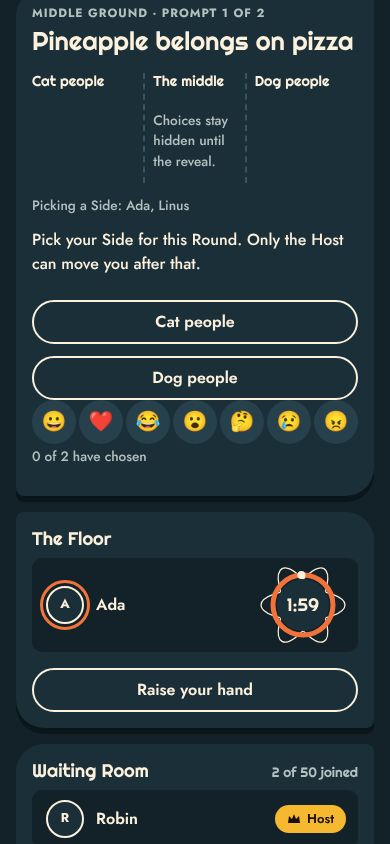 MIDDLE GROUND · PROMPT 1 OF 2
Pineapple belongs on pizza
Cat people
The middle
Dog people
Choices stay
hidden until
the reveal.
Picking a Side: Ada, Linus
Pick your Side for this Round. Only the Host
can move you after that.
Cat people
Dog people
0 of 2 have chosen
The Floor
A
Ada
1:59
Raise your hand
Waiting Room
2 of 50 joined
R
Robin
Host